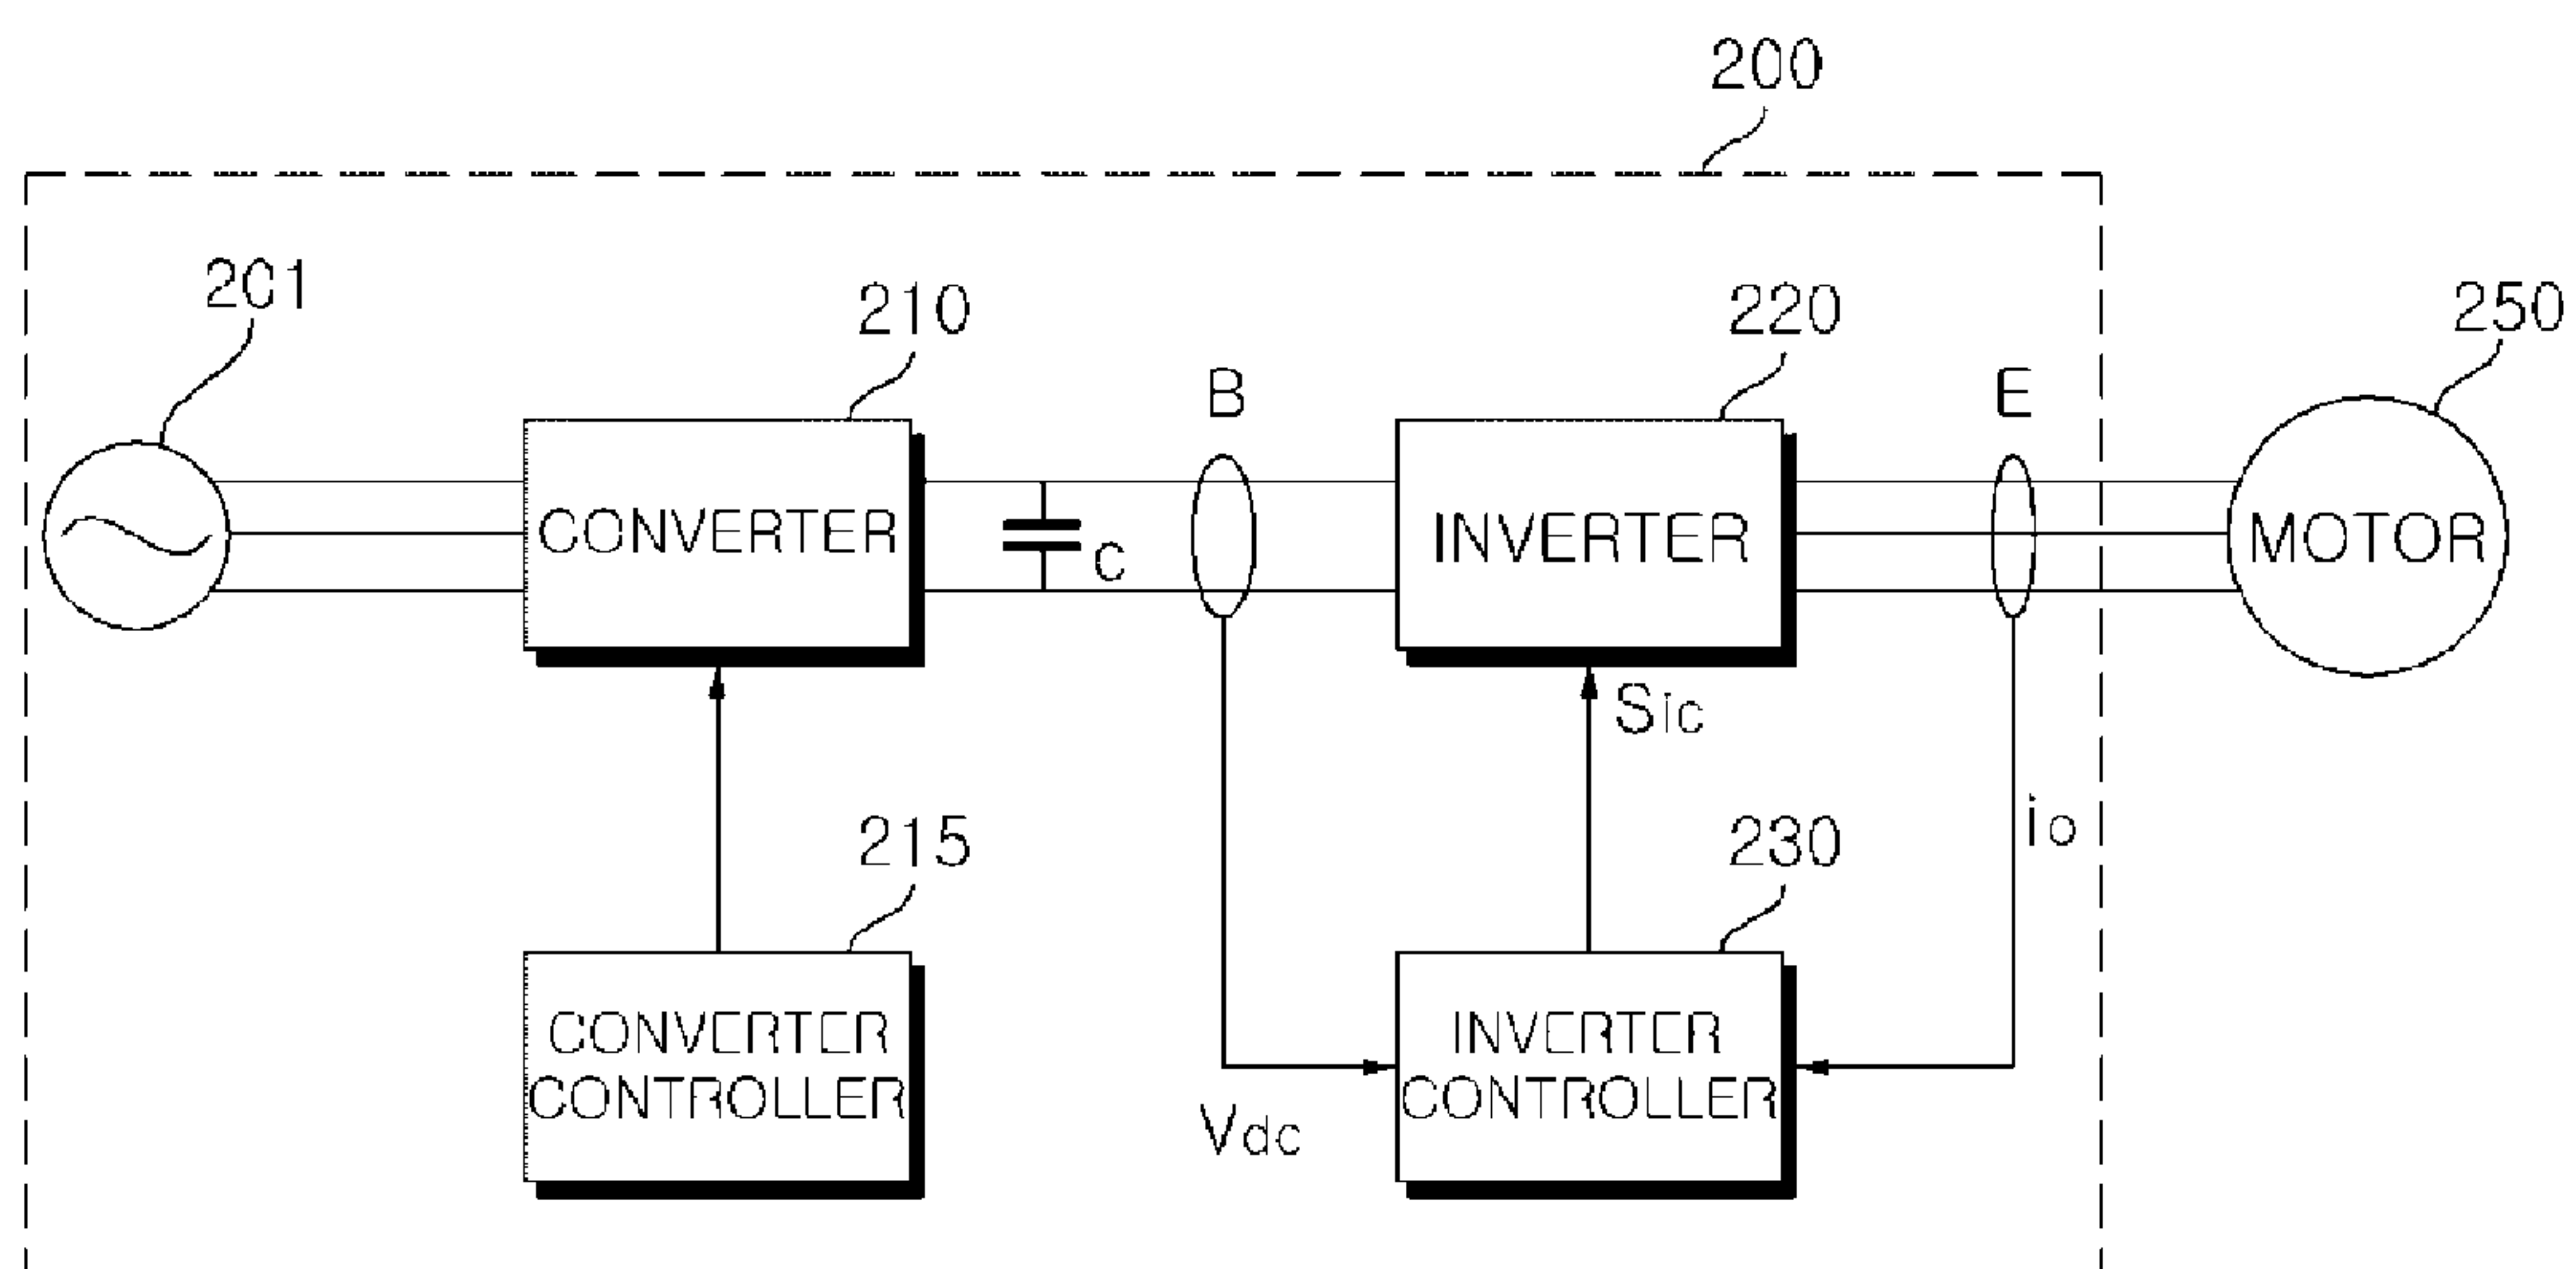 200
201
210
220
250
B
E
CONVERTER
C
INVERTER
MOTOR
Sic
io
215
230
CONVERTER
CONTROLLER
INVERTER
CONTROLLER
Vdc